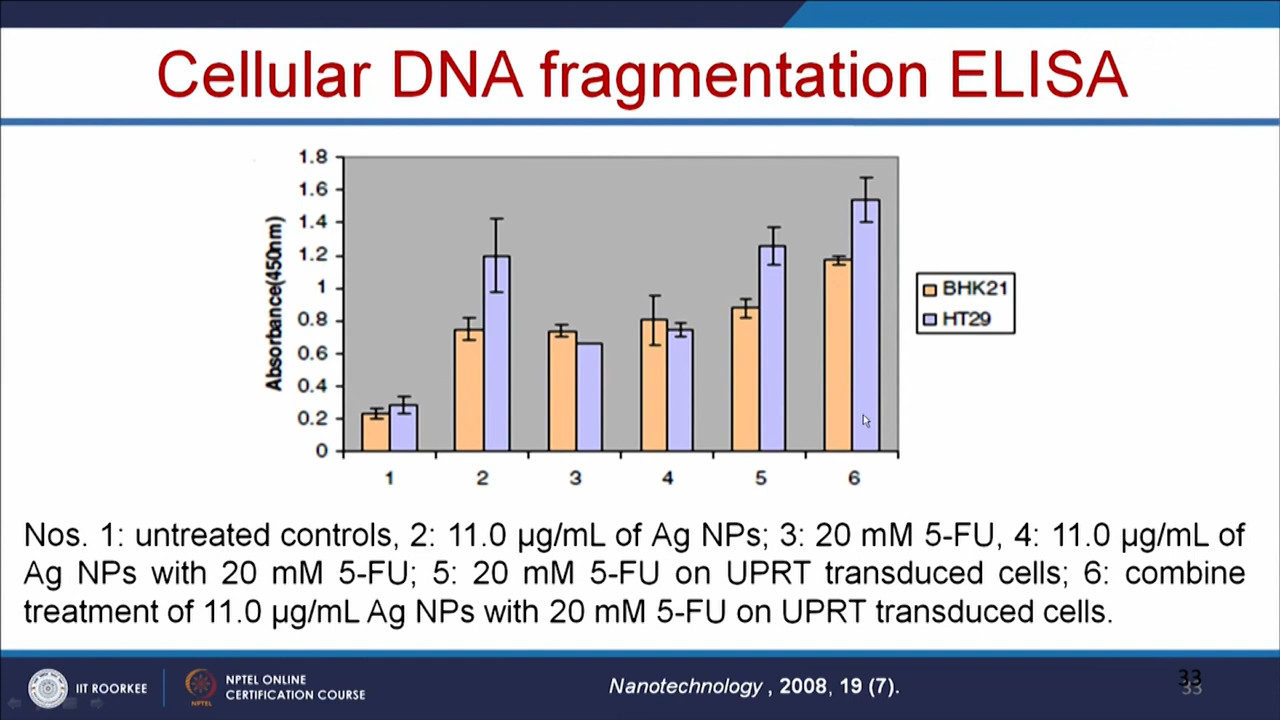 Cellular DNA fragmentation ELISA
1.8
1.6
1.4
1.2
1
0.8
0.6
0.4
0.2
0
Absorbance(450nm)
1 2 3 4 5 6
BHK21
HT29
Nos. 1: untreated controls, 2: 11.0 µg/mL of Ag NPs; 3: 20 mM 5-FU, 4: 11.0 µg/mL of
Ag NPs with 20 mM 5-FU; 5: 20 mM 5-FU on UPRT transduced cells; 6: combine
treatment of 11.0 µg/mL Ag NPs with 20 mM 5-FU on UPRT transduced cells.
IIT ROORKEE
NPTEL
NPTEL ONLINE
CERTIFICATION COURSE
Nanotechnology , 2008, 19 (7).
33
33